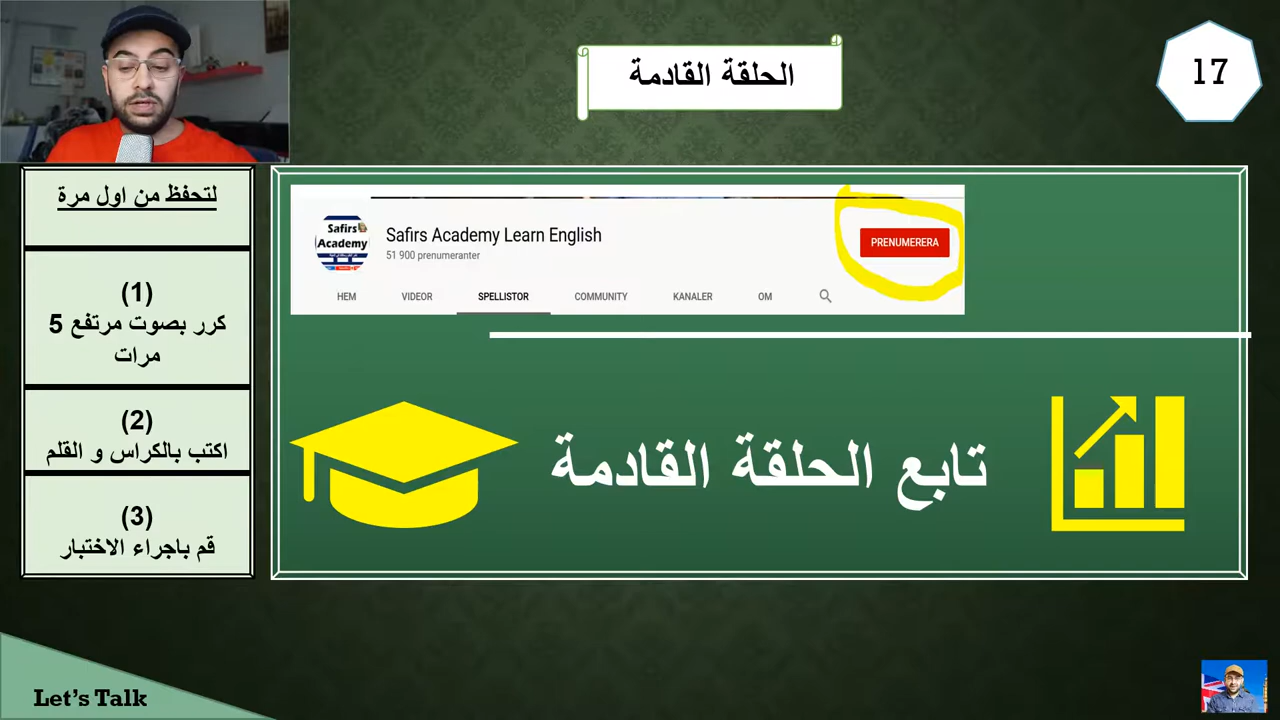 الحلقة القادمة
17
لتحفظ من اول مرة
(1)
كرر بصوت مرتفع 5
مرات
(2)
اكتب بالكراس و القلم
(3)
قم باجراء الاختبار
Safirs
Academy
Safirs Academy Learn English
51 900 prenumeranter
PRENUMERERA
HEM VIDEOR SPELLISTOR COMMUNITY KANALER OM
تابع الحلقة القادمة
Let's Talk